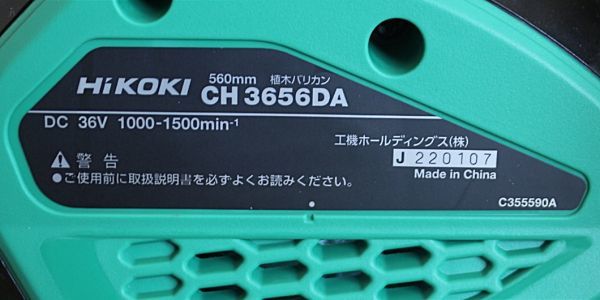 560mm 植木バリカン
HiKOKI CH 3656DA
DC 36V 1000-1500min-1
工機ホールディングス(株)
J 220107
Made in China
⚠ 警告
●ご使用前に取扱説明書を必ずよくお読みください。
C355590A